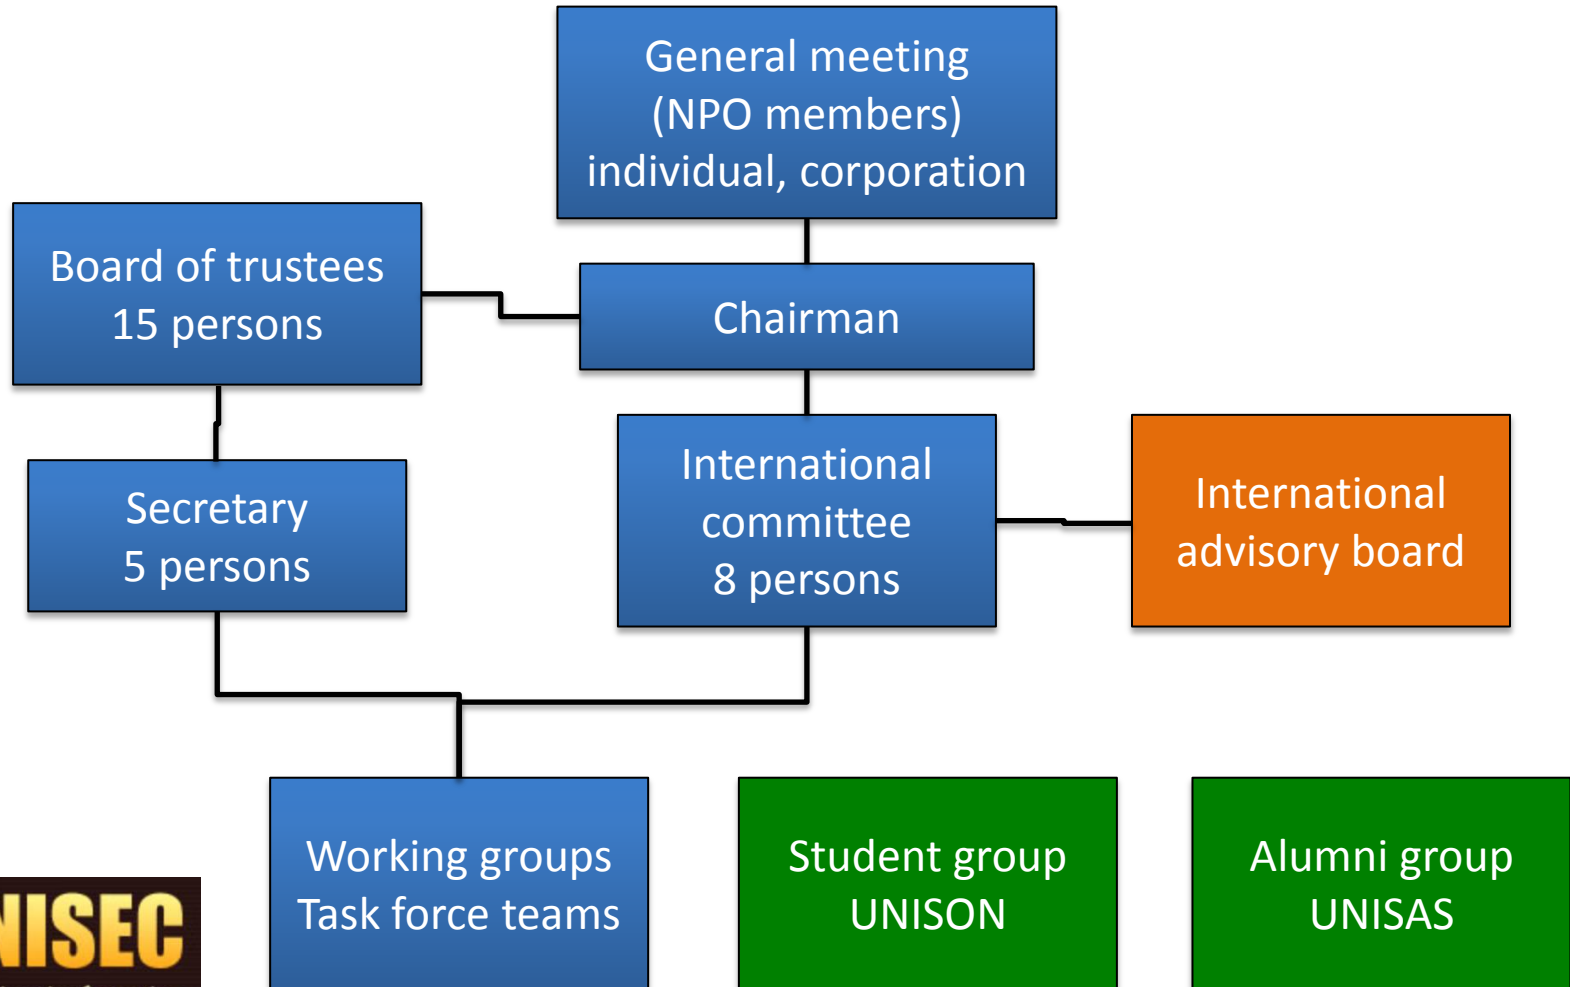 General meeting
(NPO members)
individual, corporation
Board of trustees
15 persons
Chairman
Secretary
5 persons
International
committee
8 persons
International
advisory board
Working groups
Task force teams
Student group
UNISON
Alumni group
UNISAS
NISEC